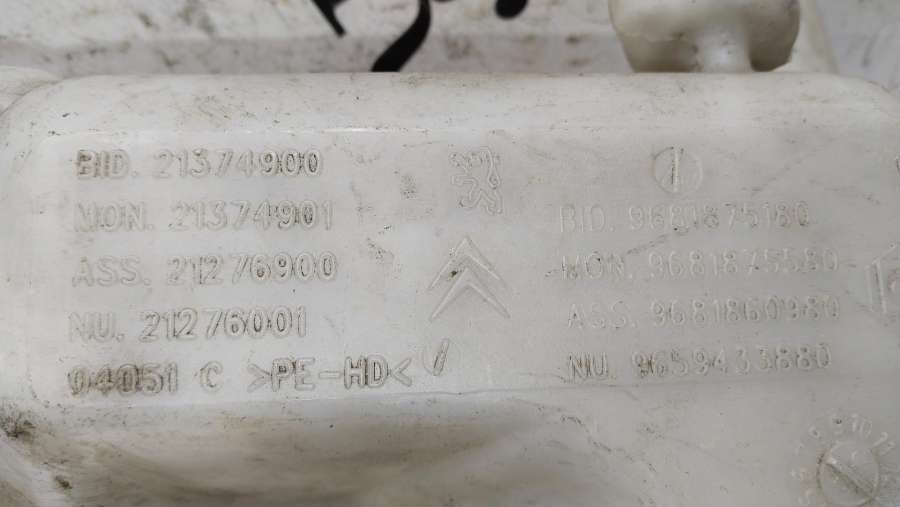 BID. 21374900
MON. 21374901
ASS. 21276900
NU. 21276001
04051 C >PE-HD<
BID. 9681875180
MON. 9681875580
ASS. 9681860980
NU. 9659433880